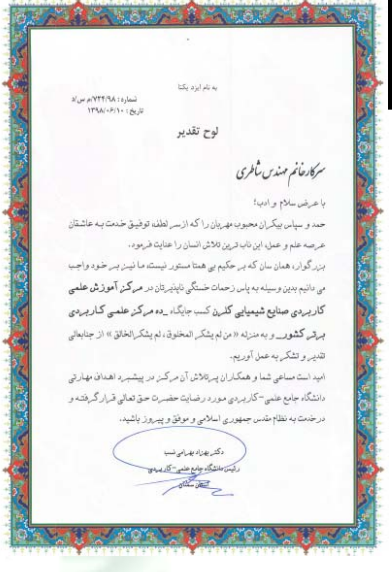 به نام ایزد یکتا
شماره : ۷۴۴/۹۸/م س/د
تاریخ : ۱۳۹۸/۰۶/۱۰
لوح تقدیر
سرکار خانم مهندس شاطری
با عرض سلام و ادب؛
حمد و سپاس بیکران محبوب مهربان را که از سر لطف، توفیق خدمت به عاشقان
عرصه علم و عمل، این ناب ترین تلاش انسان را عنایت فرمود.
بزرگوار، همان سان که بر حکیم بی همتا مستور نیست، ما نیز بر خود واجب
می دانیم بدین وسیله به پاس زحمات خستگی ناپذیرتان در مرکز آموزش علمی
کاربردی صنایع شیمیایی کلرن کسب جایگاه ده مرکز علمی کاربردی
برتر کشور و به منزله « من لم یشکر المخلوق ، لم یشکر الخالق » از جنابعالی
تقدیر و تشکر به عمل آوریم.
امید است مساعی شما و همکاران پرتلاش آن مرکز در پیشبرد اهداف مهارتی
دانشگاه جامع علمی-کاربردی مورد رضایت حضرت حق تعالی قرار گرفته و
در خدمت به نظام مقدس جمهوری اسلامی و موفق و پیروز باشید.
دکتر بهزاد بهرامی نسب
رئیس دانشگاه جامع علمی-کاربردی
استان سمنان